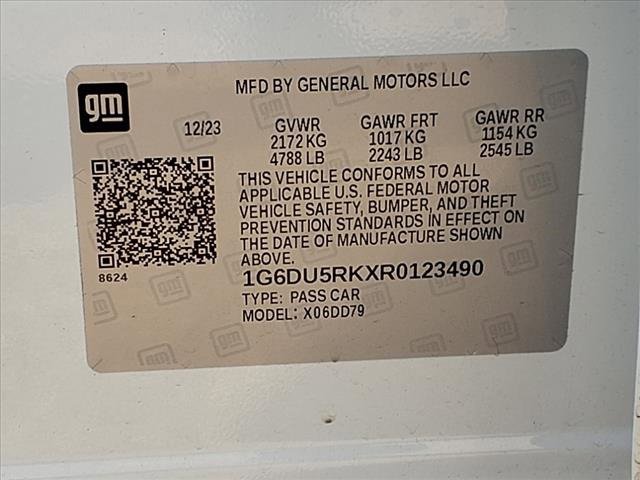 MFD BY GENERAL MOTORS LLC
gm
12/23 GVWR GAWR FRT GAWR RR
2172 KG 1017 KG 1154 KG
4788 LB 2243 LB 2545 LB
THIS VEHICLE CONFORMS TO ALL
APPLICABLE U.S. FEDERAL MOTOR
VEHICLE SAFETY, BUMPER, AND THEFT
PREVENTION STANDARDS IN EFFECT ON
THE DATE OF MANUFACTURE SHOWN
ABOVE.
8624
1G6DU5RKXR0123490
TYPE: PASS CAR
MODEL: X06DD79